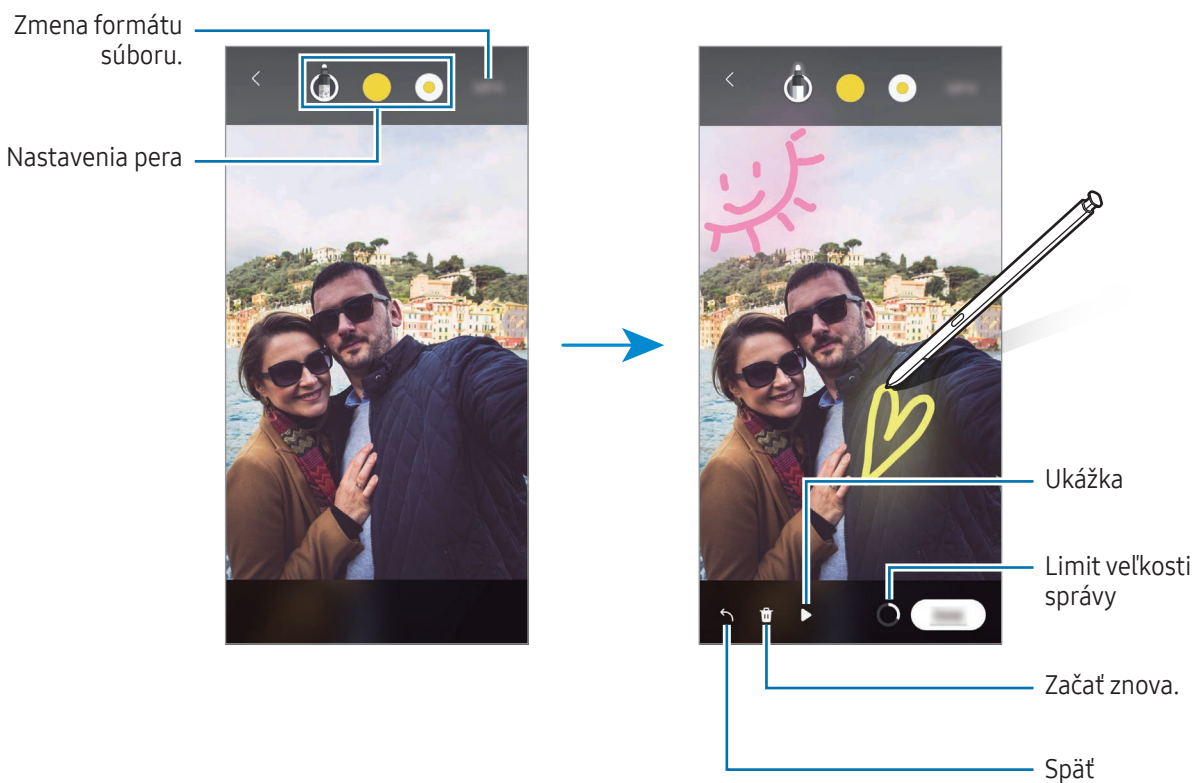 Zmena formátu
súboru.
Nastavenia pera
Ukážka
Limit veľkosti
správy
Začať znova.
Späť